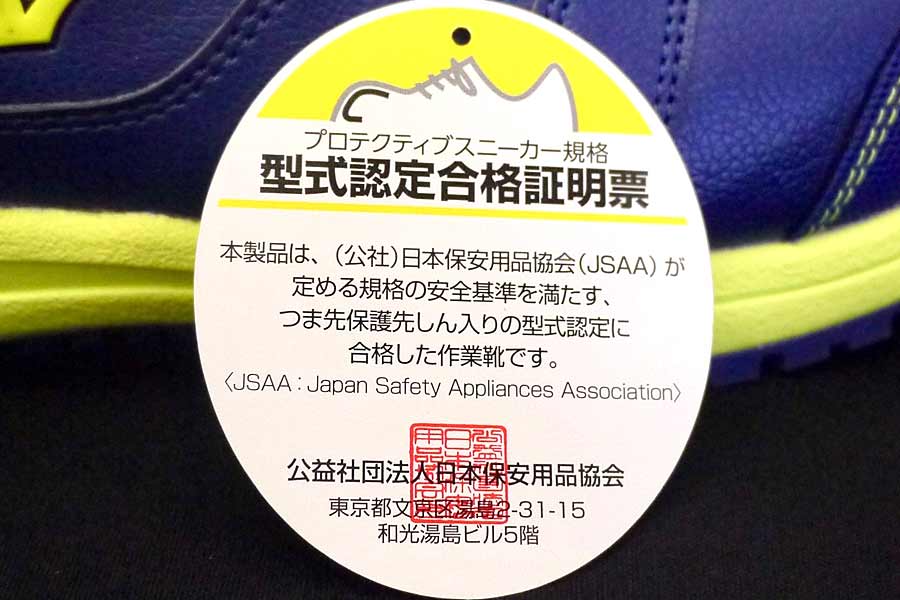 プロテクティブスニーカー規格
型式認定合格証明票
本製品は、（公社）日本保安用品協会（JSAA）が
定める規格の安全基準を満たす、
つま先保護先しん入りの型式認定に
合格した作業靴です。
〈JSAA：Japan Safety Appliances Association〉
公益社団法人日本保安用品協会
東京都文京区湯島2-31-15
和光湯島ビル5階